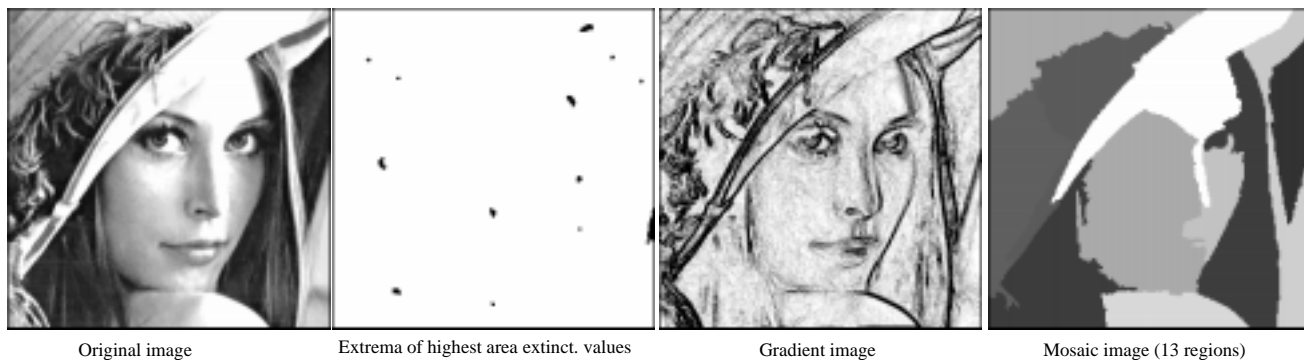 Original image
Extrema of highest area extinct. values
Gradient image
Mosaic image (13 regions)